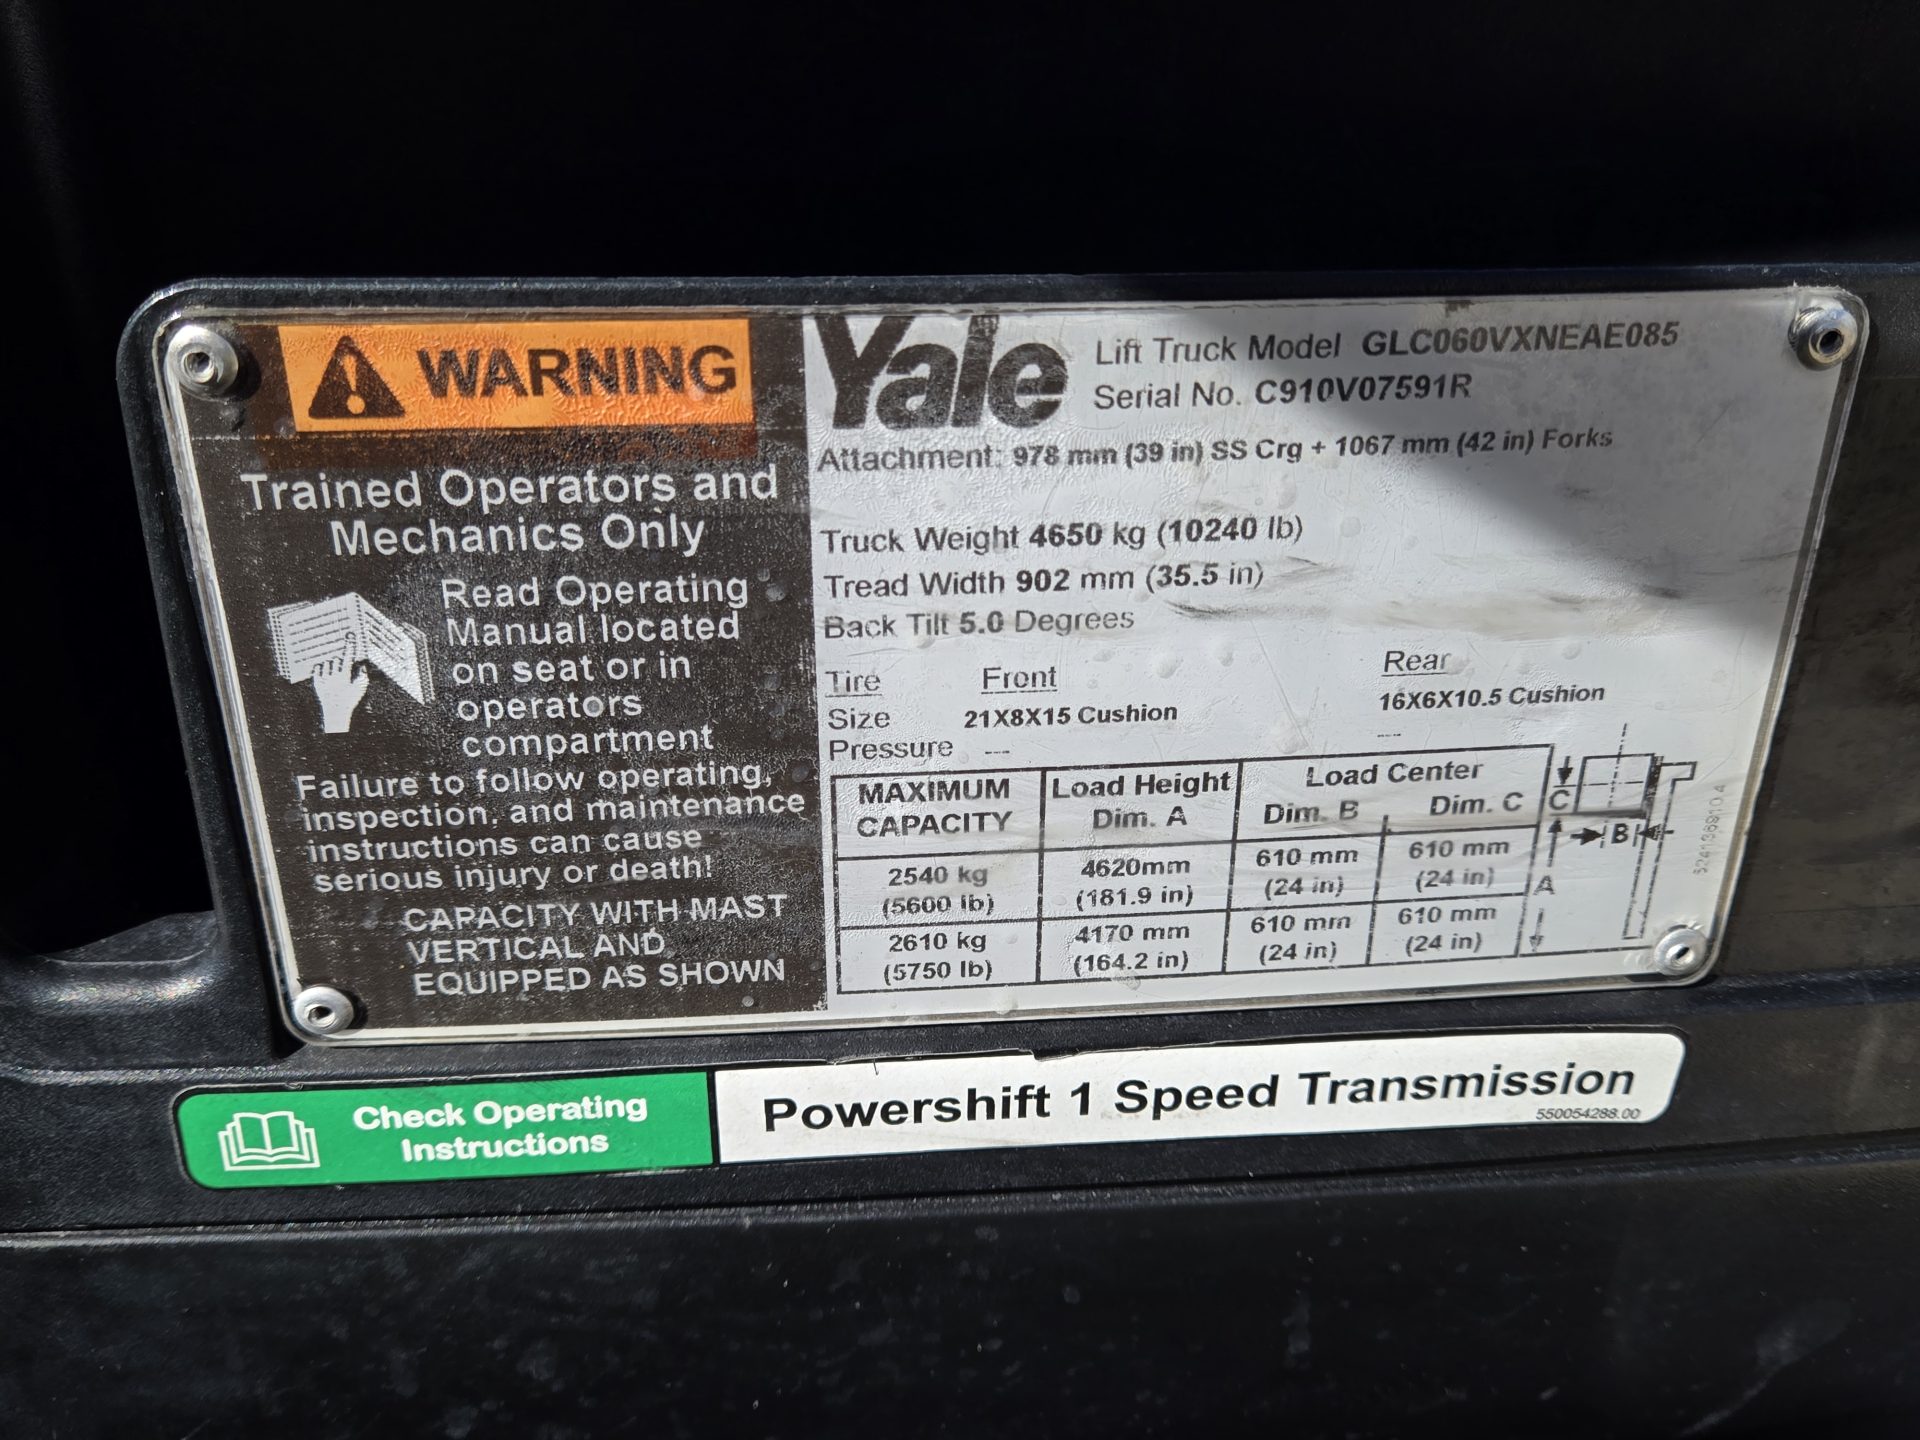 WARNING
Trained Operators and
Mechanics Only
Read Operating
Manual located
on seat or in
operators
compartment
Failure to follow operating,
inspection, and maintenance
instructions can cause
serious injury or death!
CAPACITY WITH MAST
VERTICAL AND
EQUIPPED AS SHOWN
Yale
Lift Truck Model GLC060VXNEAE085
Serial No. C910V07591R
Attachment: 978 mm (39 in) SS Crg + 1067 mm (42 in) Forks
Truck Weight 4650 kg (10240 lb)
Tread Width 902 mm (35.5 in)
Back Tilt 5.0 Degrees
Tire Front Rear
Size 21X8X15 Cushion 16X6X10.5 Cushion
Pressure --- ---
MAXIMUM CAPACITY Load Height Dim. A Load Center Dim. B Dim. C
2540 kg (5600 lb) 4620mm (181.9 in) 610 mm (24 in) 610 mm (24 in)
2610 kg (5750 lb) 4170 mm (164.2 in) 610 mm (24 in) 610 mm (24 in)
C
B
A
Check Operating
Instructions
Powershift 1 Speed Transmission
550054288.00